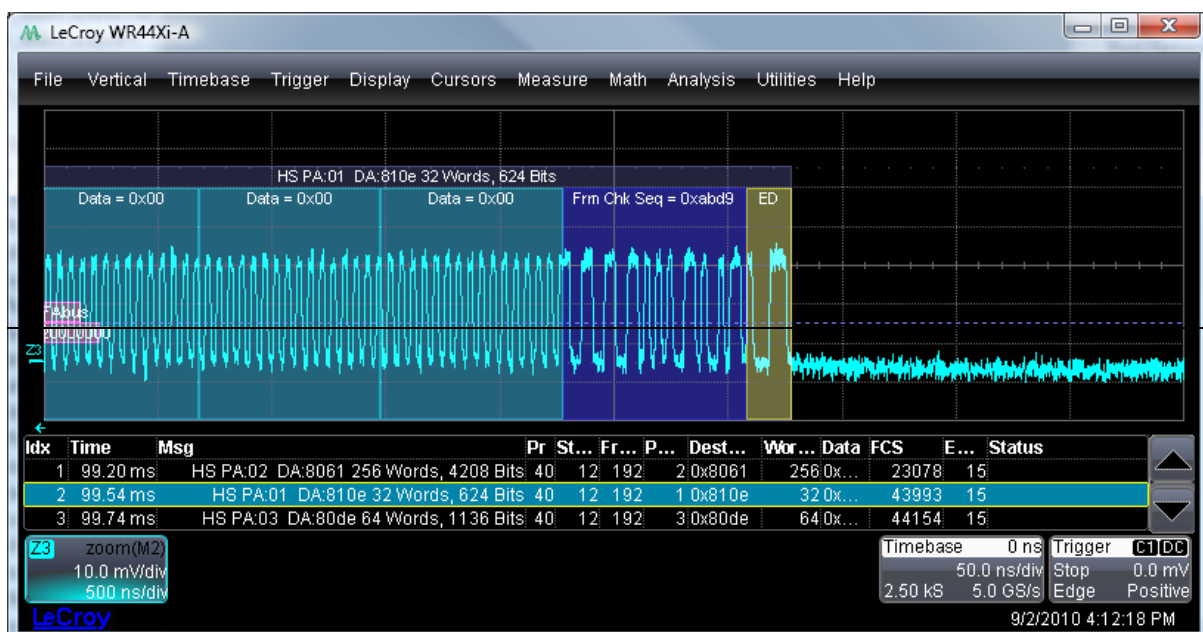 LeCroy WR44Xi-A
File Vertical Timebase Trigger Display Cursors Measure Math Analysis Utilities Help
HS PA:01 DA:810e 32 Words, 624 Bits
Data = 0x00 Data = 0x00 Data = 0x00 Frm Chk Seq = 0xabd9 ED
Z3
Idx Time Msg Pr St... Fr... P... Dest... Wor... Data FCS E... Status
1 99.20 ms HS PA:02 DA:8061 256 Words, 4208 Bits 40 12 192 2 0x8061 256 0x... 23078 15
2 99.54 ms HS PA:01 DA:810e 32 Words, 624 Bits 40 12 192 1 0x810e 32 0x... 43993 15
3 99.74 ms HS PA:03 DA:80de 64 Words, 1136 Bits 40 12 192 3 0x80de 64 0x... 44154 15
Z3 zoom(M2)
10.0 mV/div
500 ns/div
Timebase 0 ns
50.0 ns/div
2.50 kS 5.0 GS/s
Trigger C1 DC
Stop 0.0 mV
Edge Positive
LeCroy
9/2/2010 4:12:18 PM